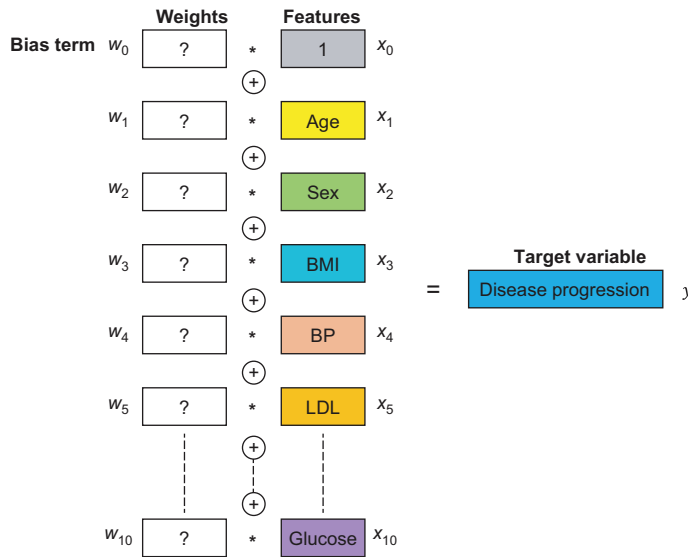 Weights Features
Bias term w0 ? * 1 x0
+
w1 ? * Age x1
+
w2 ? * Sex x2
+
w3 ? * BMI x3
Target variable
= Disease progression y
+
w4 ? * BP x4
+
w5 ? * LDL x5
+
+
w10 ? * Glucose x10